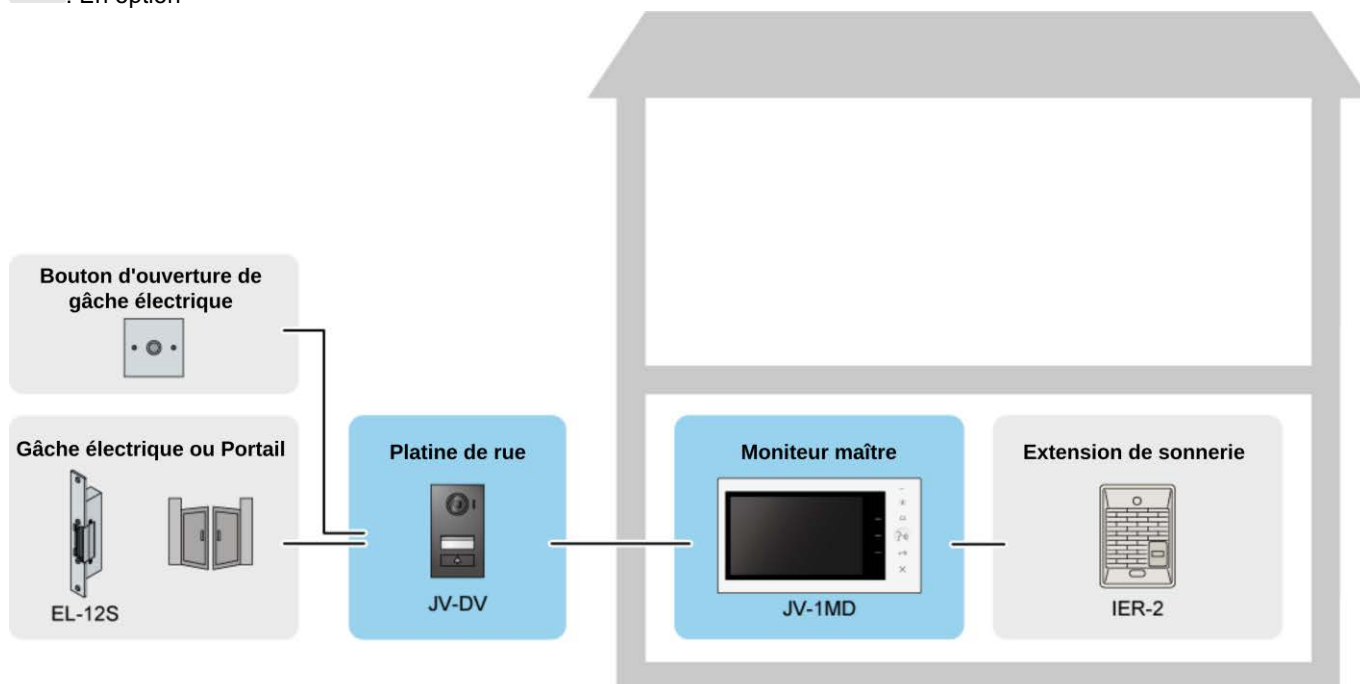 : En option
Bouton d'ouverture de
gâche électrique
Gâche électrique ou Portail
EL-12S
Platine de rue
JV-DV
Moniteur maître
JV-1MD
Extension de sonnerie
IER-2